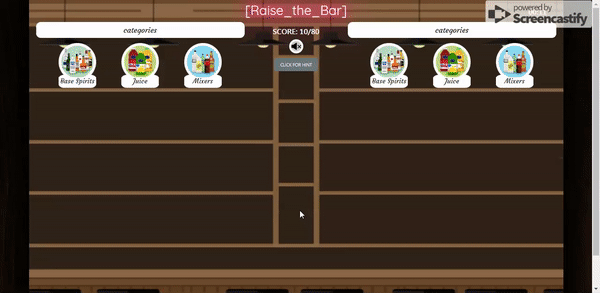 [Raise_the_Bar]
powered by
Screencastify
categories
SCORE: 10/80
categories
CLICK FOR HINT
Base Spirits
Juice
Mixers
Base Spirits
Juice
Mixers